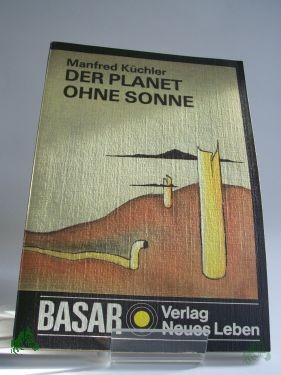 Manfred Küchler
DER PLANET
OHNE SONNE
BASAR
Verlag
Neues Leben